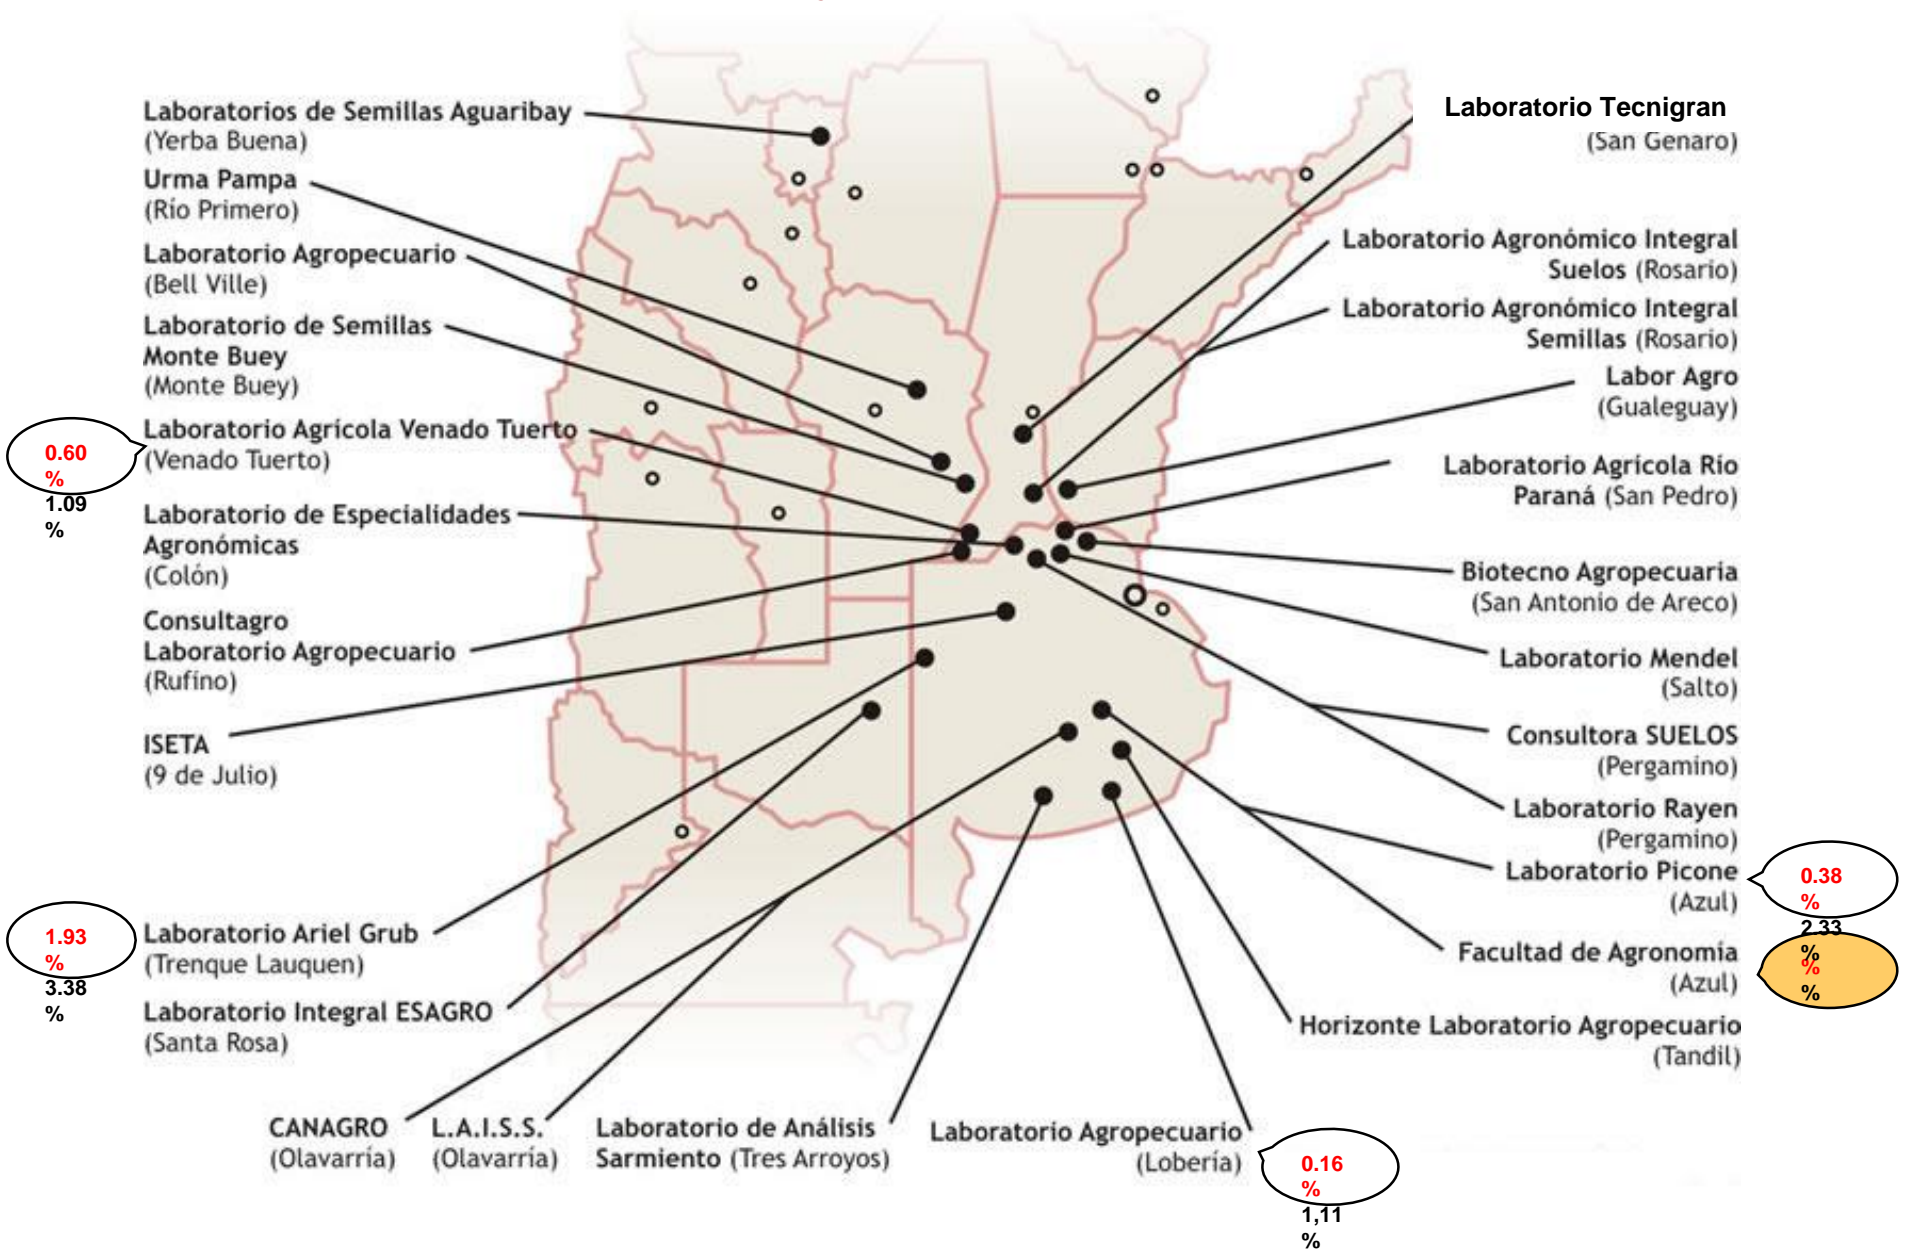 Laboratorios de Semillas Aguaribay
(Yerba Buena)
Urma Pampa
(Río Primero)
Laboratorio Agropecuario
(Bell Ville)
Laboratorio de Semillas
Monte Buey
(Monte Buey)
Laboratorio Agrícola Venado Tuerto
(Venado Tuerto)
0.60
%
1.09
%
Laboratorio de Especialidades
Agronómicas
(Colón)
Consultagro
Laboratorio Agropecuario
(Rufino)
ISETA
(9 de Julio)
Laboratorio Ariel Grub
(Trenque Lauquen)
1.93
%
3.38
%
Laboratorio Integral ESAGRO
(Santa Rosa)
CANAGRO
(Olavarría)
L.A.I.S.S.
(Olavarría)
Laboratorio de Análisis
Sarmiento (Tres Arroyos)
Laboratorio Agropecuario
(Lobería)
0.16
%
1,11
%
Laboratorio Tecnigran
(San Genaro)
Laboratorio Agronómico Integral
Suelos (Rosario)
Laboratorio Agronómico Integral
Semillas (Rosario)
Labor Agro
(Gualeguay)
Laboratorio Agrícola Río
Paraná (San Pedro)
Biotecno Agropecuaria
(San Antonio de Areco)
Laboratorio Mendel
(Salto)
Consultora SUELOS
(Pergamino)
Laboratorio Rayen
(Pergamino)
Laboratorio Picone
(Azul)
0.38
%
2.33
%
Facultad de Agronomía
(Azul)
%
%
Horizonte Laboratorio Agropecuario
(Tandil)